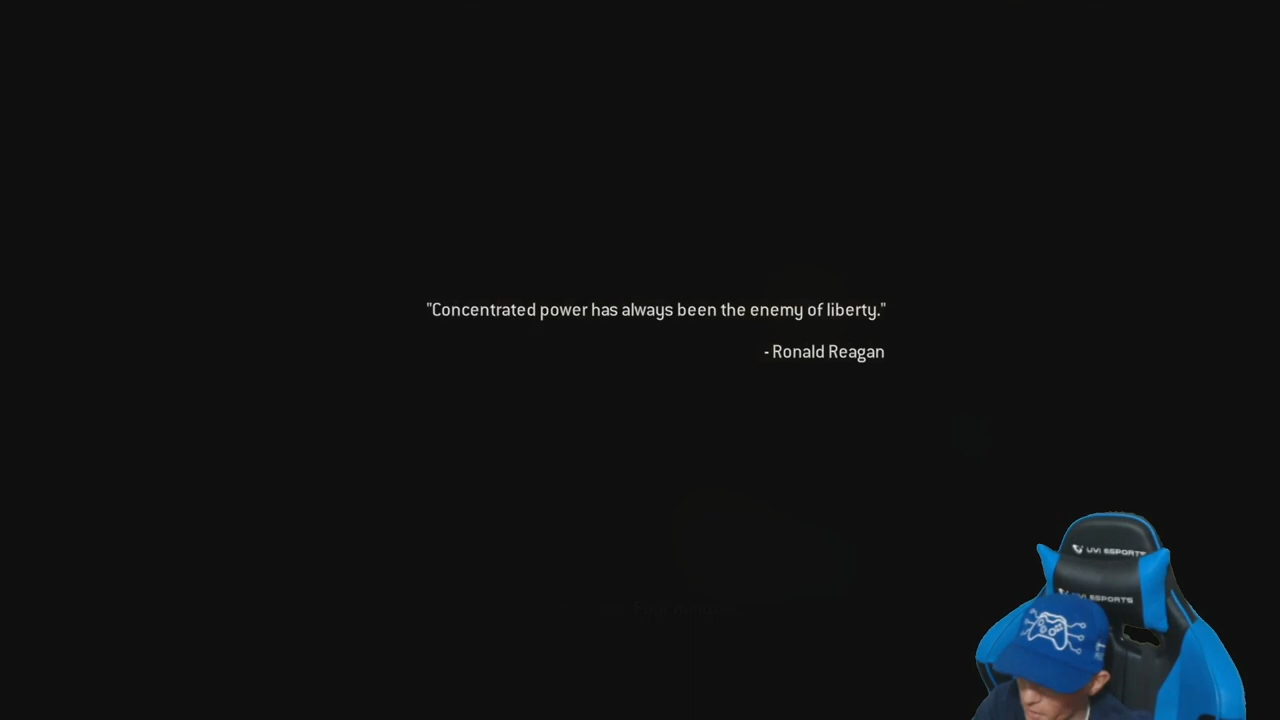 "Concentrated power has always been the enemy of liberty."
- Ronald Reagan
UVI ESPORTS
UVI ESPORTS